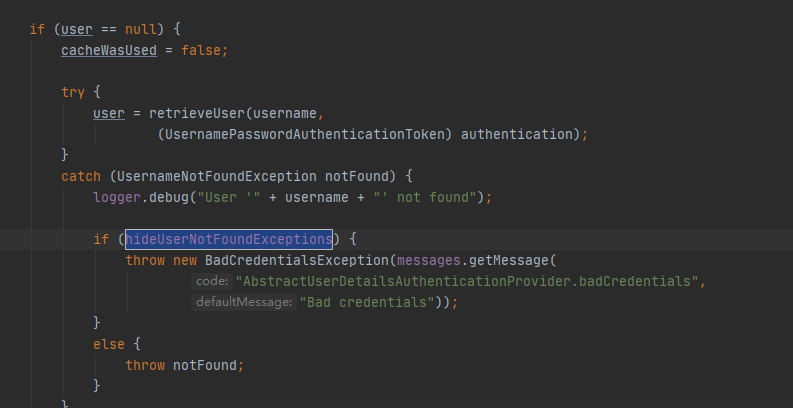 if (user == null) {
cacheWasUsed = false;
try {
user = retrieveUser(username,
(UsernamePasswordAuthenticationToken) authentication);
}
catch (UsernameNotFoundException notFound) {
logger.debug("User '" + username + "' not found");
if (hideUserNotFoundExceptions) {
throw new BadCredentialsException(messages.getMessage(
code: "AbstractUserDetailsAuthenticationProvider.badCredentials",
defaultMessage: "Bad credentials"));
}
else {
throw notFound;
}
}